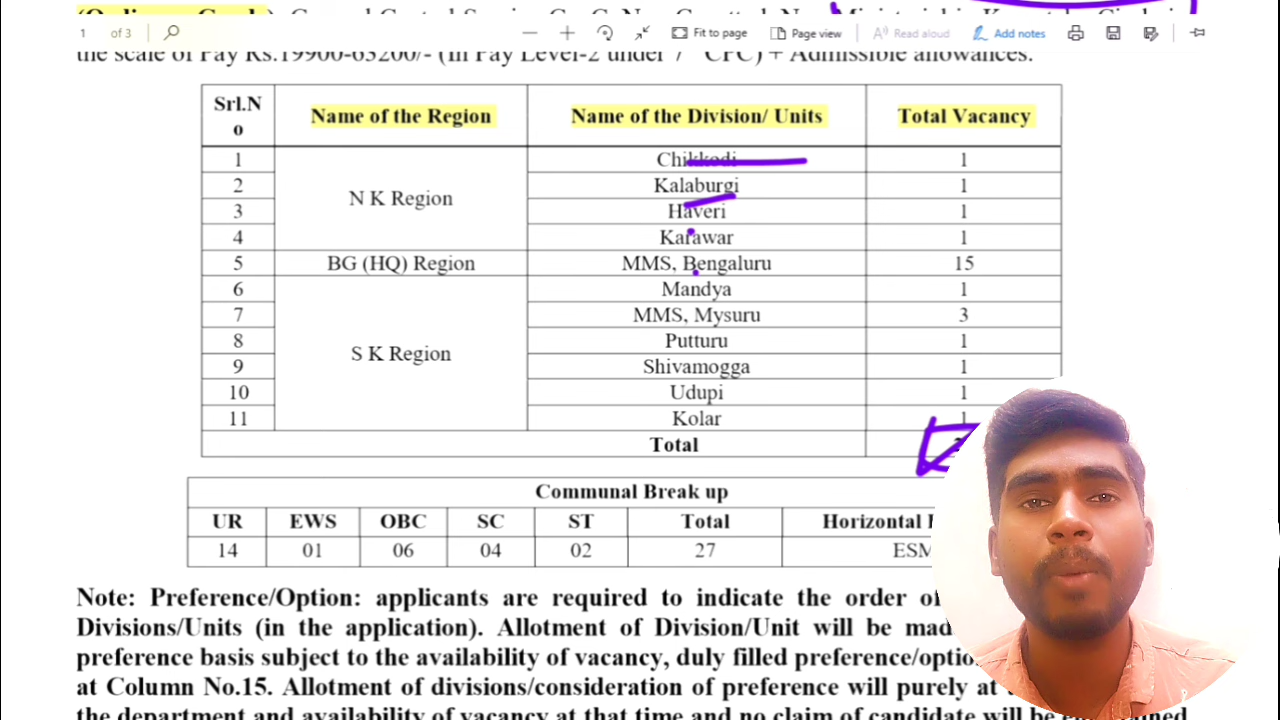 1 of 3 Fit to page Page view Read aloud Add notes
the scale of Pay Rs.19900-63200/- (in Pay Level-2 under 7 CPC) + Admissible allowances.
Srl.N
o Name of the Region Name of the Division/ Units Total Vacancy
1 Chikkodi 1
2 Kalaburgi 1
N K Region
3 Haveri 1
4 Karawar 1
5 BG (HQ) Region MMS, Bengaluru 15
6 Mandya 1
7 MMS, Mysuru 3
8 Putturu 1
S K Region
9 Shivamogga 1
10 Udupi 1
11 Kolar 1
Total
Communal Break up
UR EWS OBC SC ST Total Horizontal
14 01 06 04 02 27 ESM
Note: Preference/Option: applicants are required to indicate the order of
Divisions/Units (in the application). Allotment of Division/Unit will be
preference basis subject to the availability of vacancy, duly filled
at Column No.15. Allotment of divisions/consideration of preference will purely at
the department and availability of vacancy at that time and no claim of candidate will be